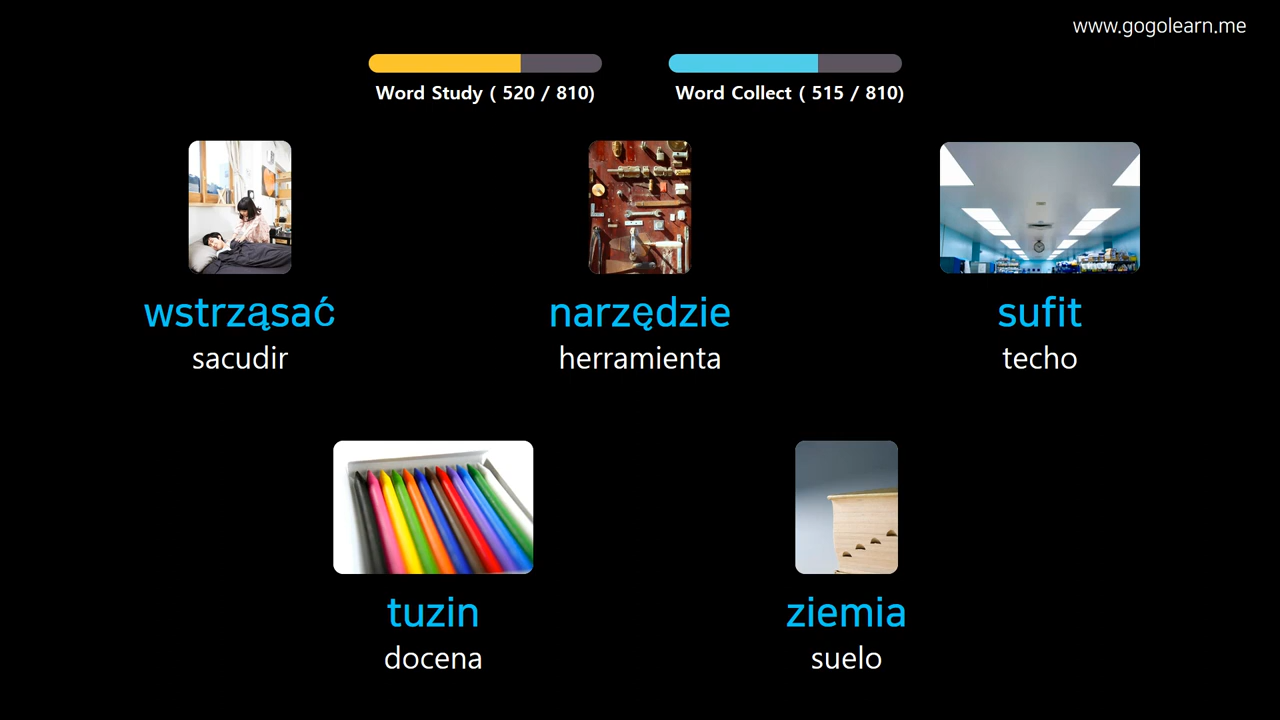 www.gogolearn.me
Word Study ( 520 / 810)
Word Collect ( 515 / 810)
wstrząsać
sacudir
narzędzie
herramienta
sufit
techo
tuzin
docena
ziemia
suelo